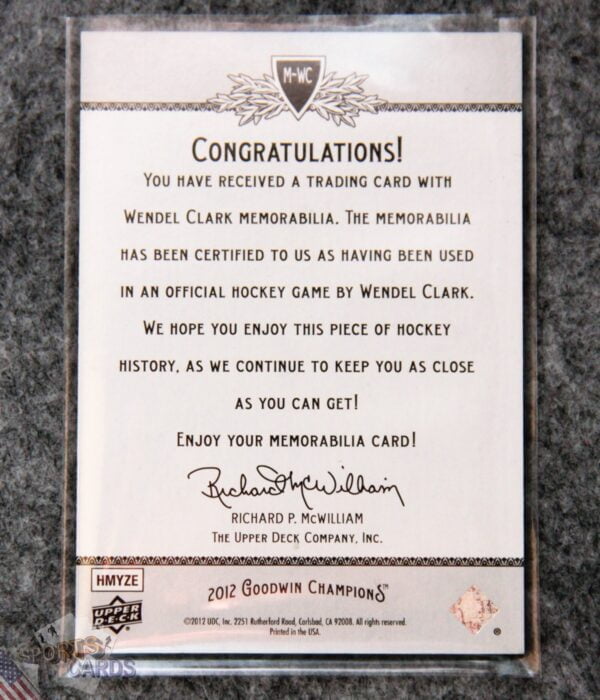 M-WC
CONGRATULATIONS!
YOU HAVE RECEIVED A TRADING CARD WITH
WENDEL CLARK MEMORABILIA. THE MEMORABILIA
HAS BEEN CERTIFIED TO US AS HAVING BEEN USED
IN AN OFFICIAL HOCKEY GAME BY WENDEL CLARK.
WE HOPE YOU ENJOY THIS PIECE OF HOCKEY
HISTORY, AS WE CONTINUE TO KEEP YOU AS CLOSE
AS YOU CAN GET!
ENJOY YOUR MEMORABILIA CARD!
Richard McWilliam
RICHARD P. MCWILLIAM
THE UPPER DECK COMPANY, INC.
HMYZE
2012 GOODWIN CHAMPIONS™
UPPER
DECK
©2012 UDC, Inc. 2251 Rutherford Road, Carlsbad, CA 92008. All rights reserved.
Printed in the USA.
®
SPORTS
CARDS